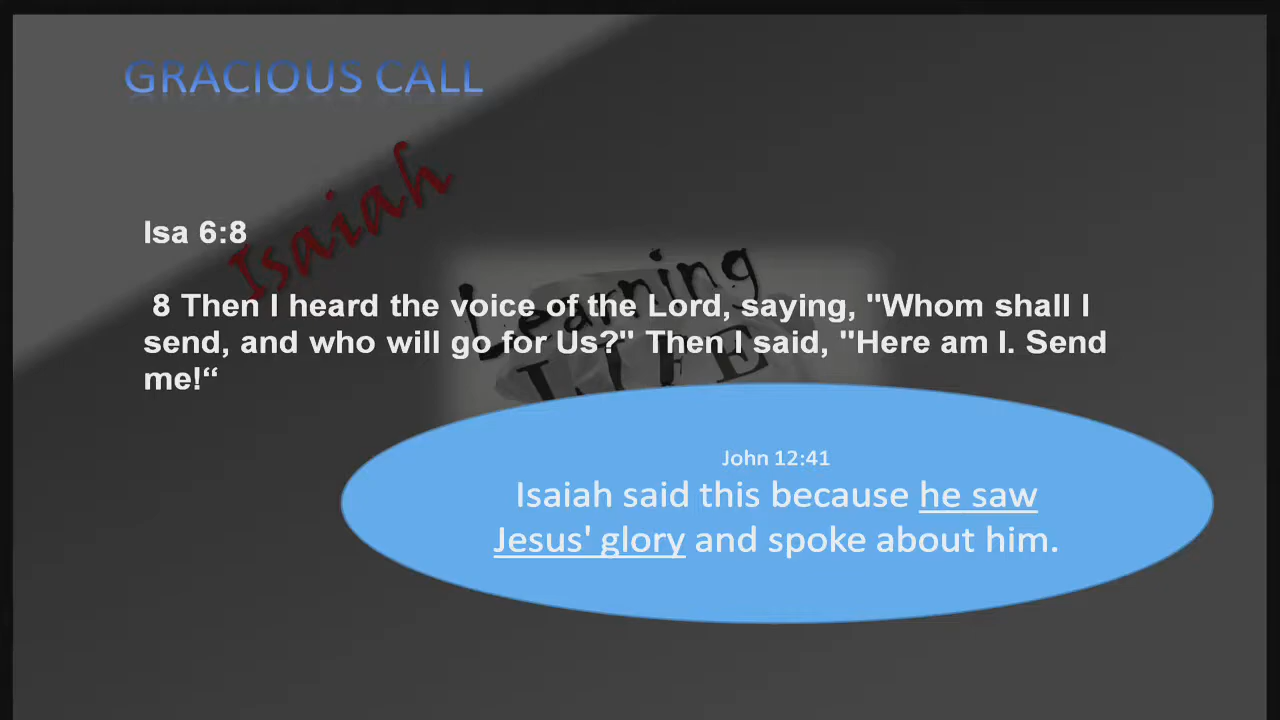 GRACIOUS CALL
Isaiah
Isa 6:8
Learning
LIFE
8 Then I heard the voice of the Lord, saying, "Whom shall I
send, and who will go for Us?" Then I said, "Here am I. Send
me!“
John 12:41
Isaiah said this because he saw
Jesus' glory and spoke about him.